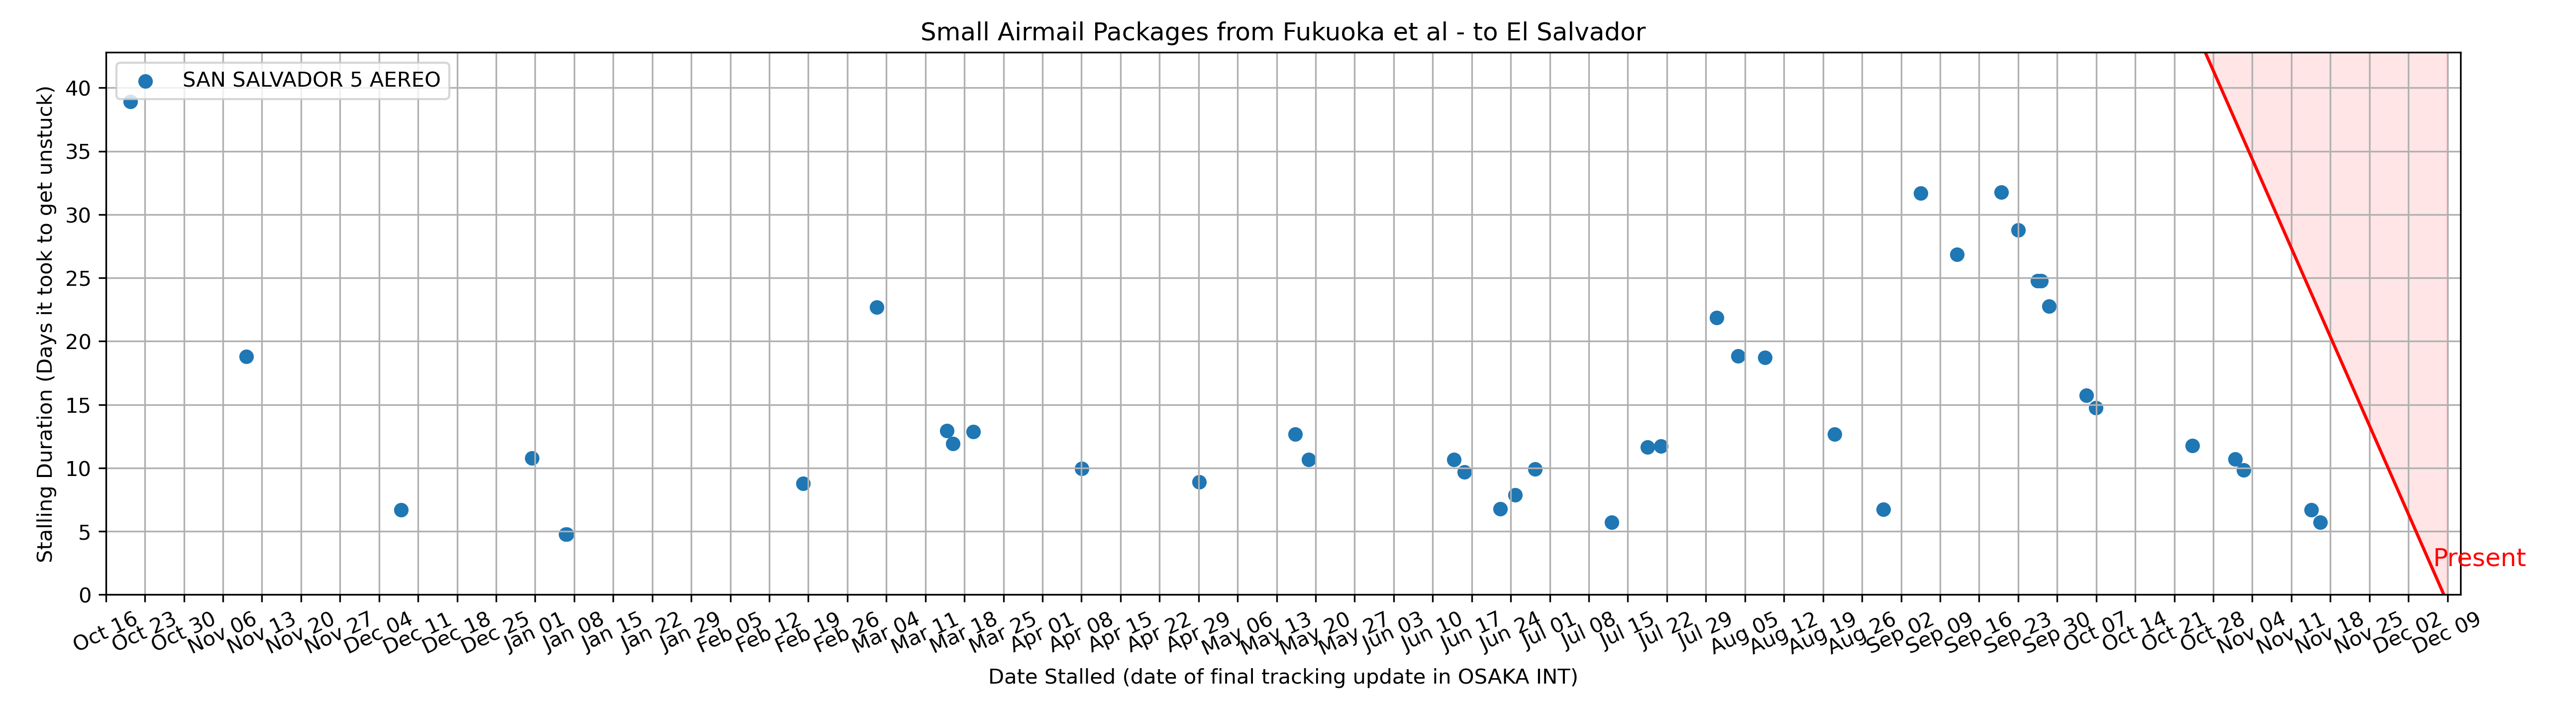 Small Airmail Packages from Fukuoka et al - to El Salvador
SAN SALVADOR 5 AEREO
Stalling Duration (Days it took to get unstuck)
40
35
30
25
20
15
10
5
0
Present
Oct 16
Oct 23
Oct 30
Nov 06
Nov 13
Nov 20
Nov 27
Dec 04
Dec 11
Dec 18
Dec 25
Jan 01
Jan 08
Jan 15
Jan 22
Jan 29
Feb 05
Feb 12
Feb 19
Feb 26
Mar 04
Mar 11
Mar 18
Mar 25
Apr 01
Apr 08
Apr 15
Apr 22
Apr 29
May 06
May 13
May 20
May 27
Jun 03
Jun 10
Jun 17
Jun 24
Jul 01
Jul 08
Jul 15
Jul 22
Jul 29
Aug 05
Aug 12
Aug 19
Aug 26
Sep 02
Sep 09
Sep 16
Sep 23
Sep 30
Oct 07
Oct 14
Oct 21
Oct 28
Nov 04
Nov 11
Nov 18
Nov 25
Dec 02
Dec 09
Date Stalled (date of final tracking update in OSAKA INT)